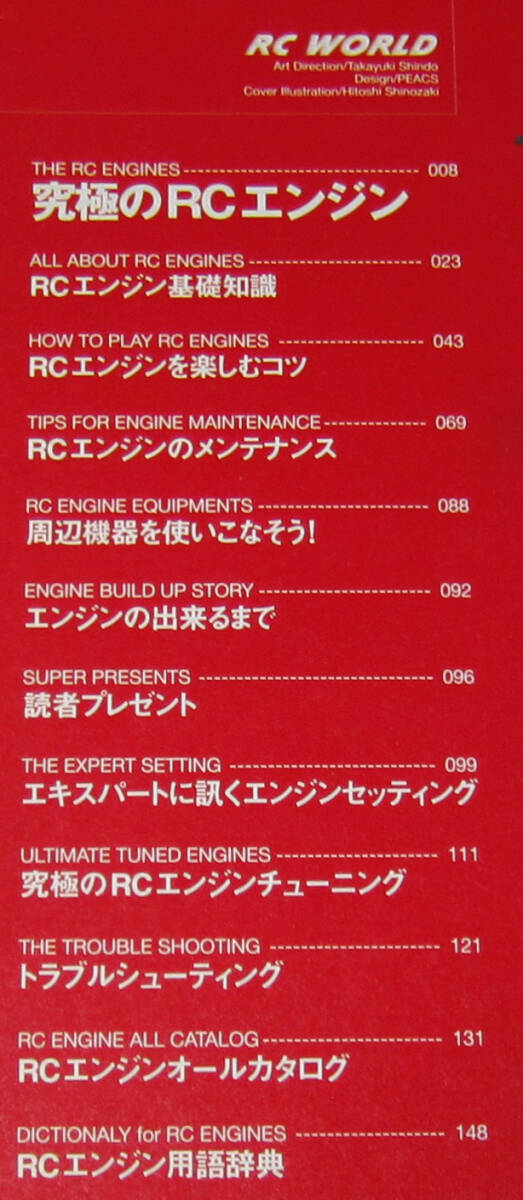 RC WORLD
Art Direction/Takayuki Shindo
Design/PEACS
Cover Illustration/Hitoshi Shinozaki
THE RC ENGINES------------------------------- 008
究極のRCエンジン
ALL ABOUT RC ENGINES----------------------- 023
RCエンジン基礎知識
HOW TO PLAY RC ENGINES ------------------- 043
RCエンジンを楽しむコツ
TIPS FOR ENGINE MAINTENANCE-------------- 069
RCエンジンのメンテナンス
RC ENGINE EQUIPMENTS ---------------------- 088
周辺機器を使いこなそう!
ENGINE BUILD UP STORY----------------------- 092
エンジンの出来るまで
SUPER PRESENTS ------------------------------- 096
読者プレゼント
THE EXPERT SETTING --------------------------- 099
エキスパートに訊くエンジンセッティング
ULTIMATE TUNED ENGINES--------------------- 111
究極のRCエンジンチューニング
THE TROUBLE SHOOTING ---------------------- 121
トラブルシューティング
RC ENGINE ALL CATALOG------------------------ 131
RCエンジンオールカタログ
DICTIONALY for RC ENGINES -------------------- 148
RCエンジン用語辞典